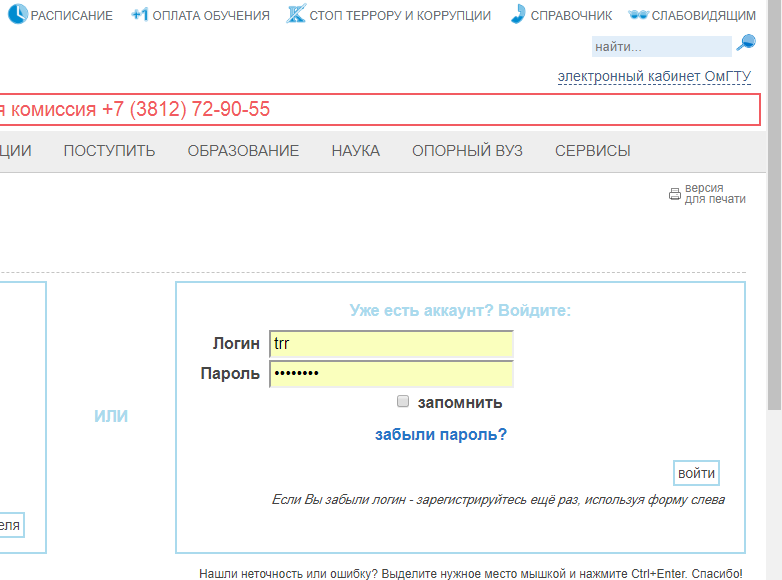 РАСПИСАНИЕ +1 ОПЛАТА ОБУЧЕНИЯ СТОП ТЕРРОРУ И КОРРУПЦИИ СПРАВОЧНИК СЛАБОВИДЯЩИМ
найти...
электронный кабинет ОмГТУ
я комиссия +7 (3812) 72-90-55
ЦИИ ПОСТУПИТЬ ОБРАЗОВАНИЕ НАУКА ОПОРНЫЙ ВУЗ СЕРВИСЫ
версия
для печати
Уже есть аккаунт? Войдите:
Логин trr
Пароль ••••••••
запомнить
ИЛИ
забыли пароль?
войти
Если Вы забыли логин - зарегистрируйтесь ещё раз, используя форму слева
еля
Нашли неточность или ошибку? Выделите нужное место мышкой и нажмите Ctrl+Enter. Спасибо!